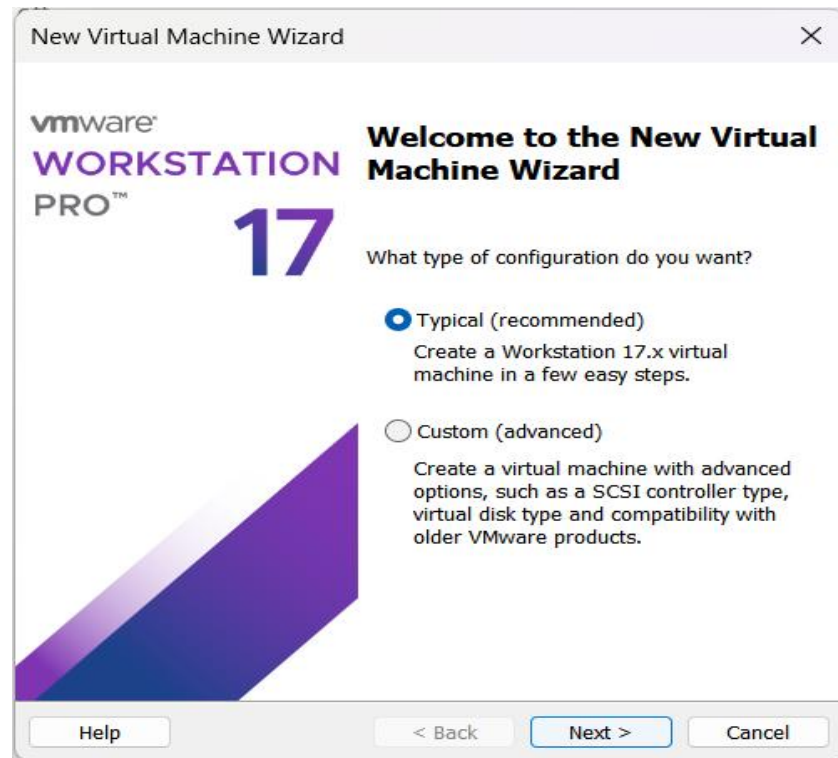 New Virtual Machine Wizard
vmware®
WORKSTATION
PRO™
17
Welcome to the New Virtual
Machine Wizard
What type of configuration do you want?
Typical (recommended)
Create a Workstation 17.x virtual
machine in a few easy steps.
Custom (advanced)
Create a virtual machine with advanced
options, such as a SCSI controller type,
virtual disk type and compatibility with
older VMware products.
Help
< Back
Next >
Cancel